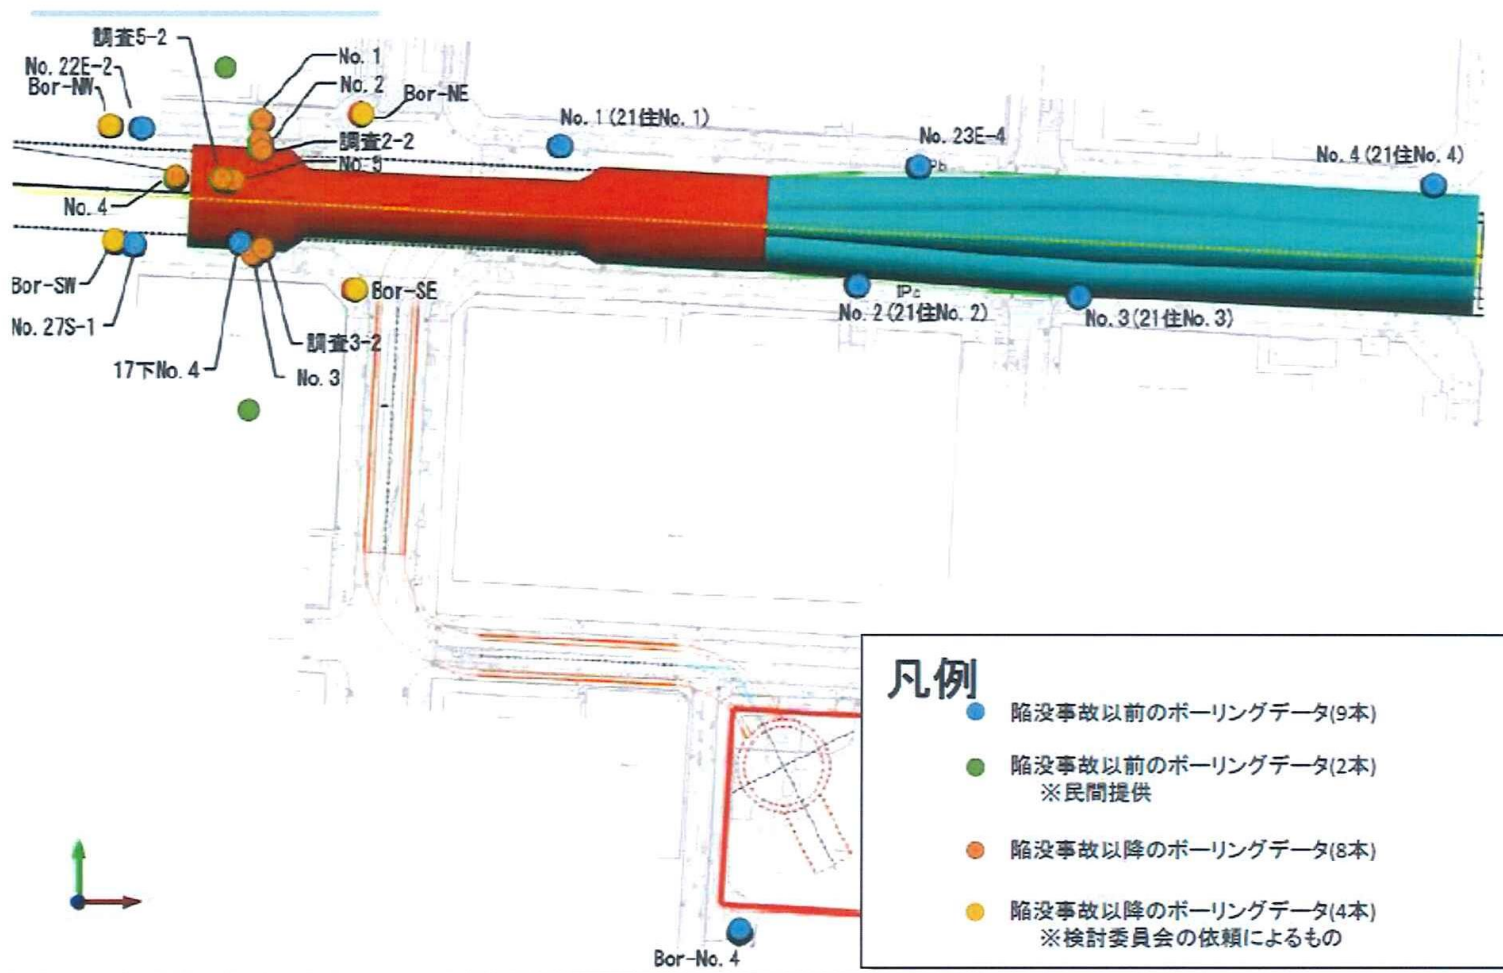 調査5-2
No. 1
No. 22E-2
No. 2
Bor-NW
Bor-NE
No. 1(21住No. 1)
調査2-2
No. 23E-4
No. 5
No. 4(21住No. 4)
No. 4
Bor-SW
Bor-SE
No. 2(21住No. 2)
No. 3(21住No. 3)
No. 27S-1
調査3-2
17下No. 4
No. 3
凡例
陥没事故以前のボーリングデータ(9本)
陥没事故以前のボーリングデータ(2本)
※民間提供
陥没事故以降のボーリングデータ(8本)
陥没事故以降のボーリングデータ(4本)
※検討委員会の依頼によるもの
Bor-No. 4